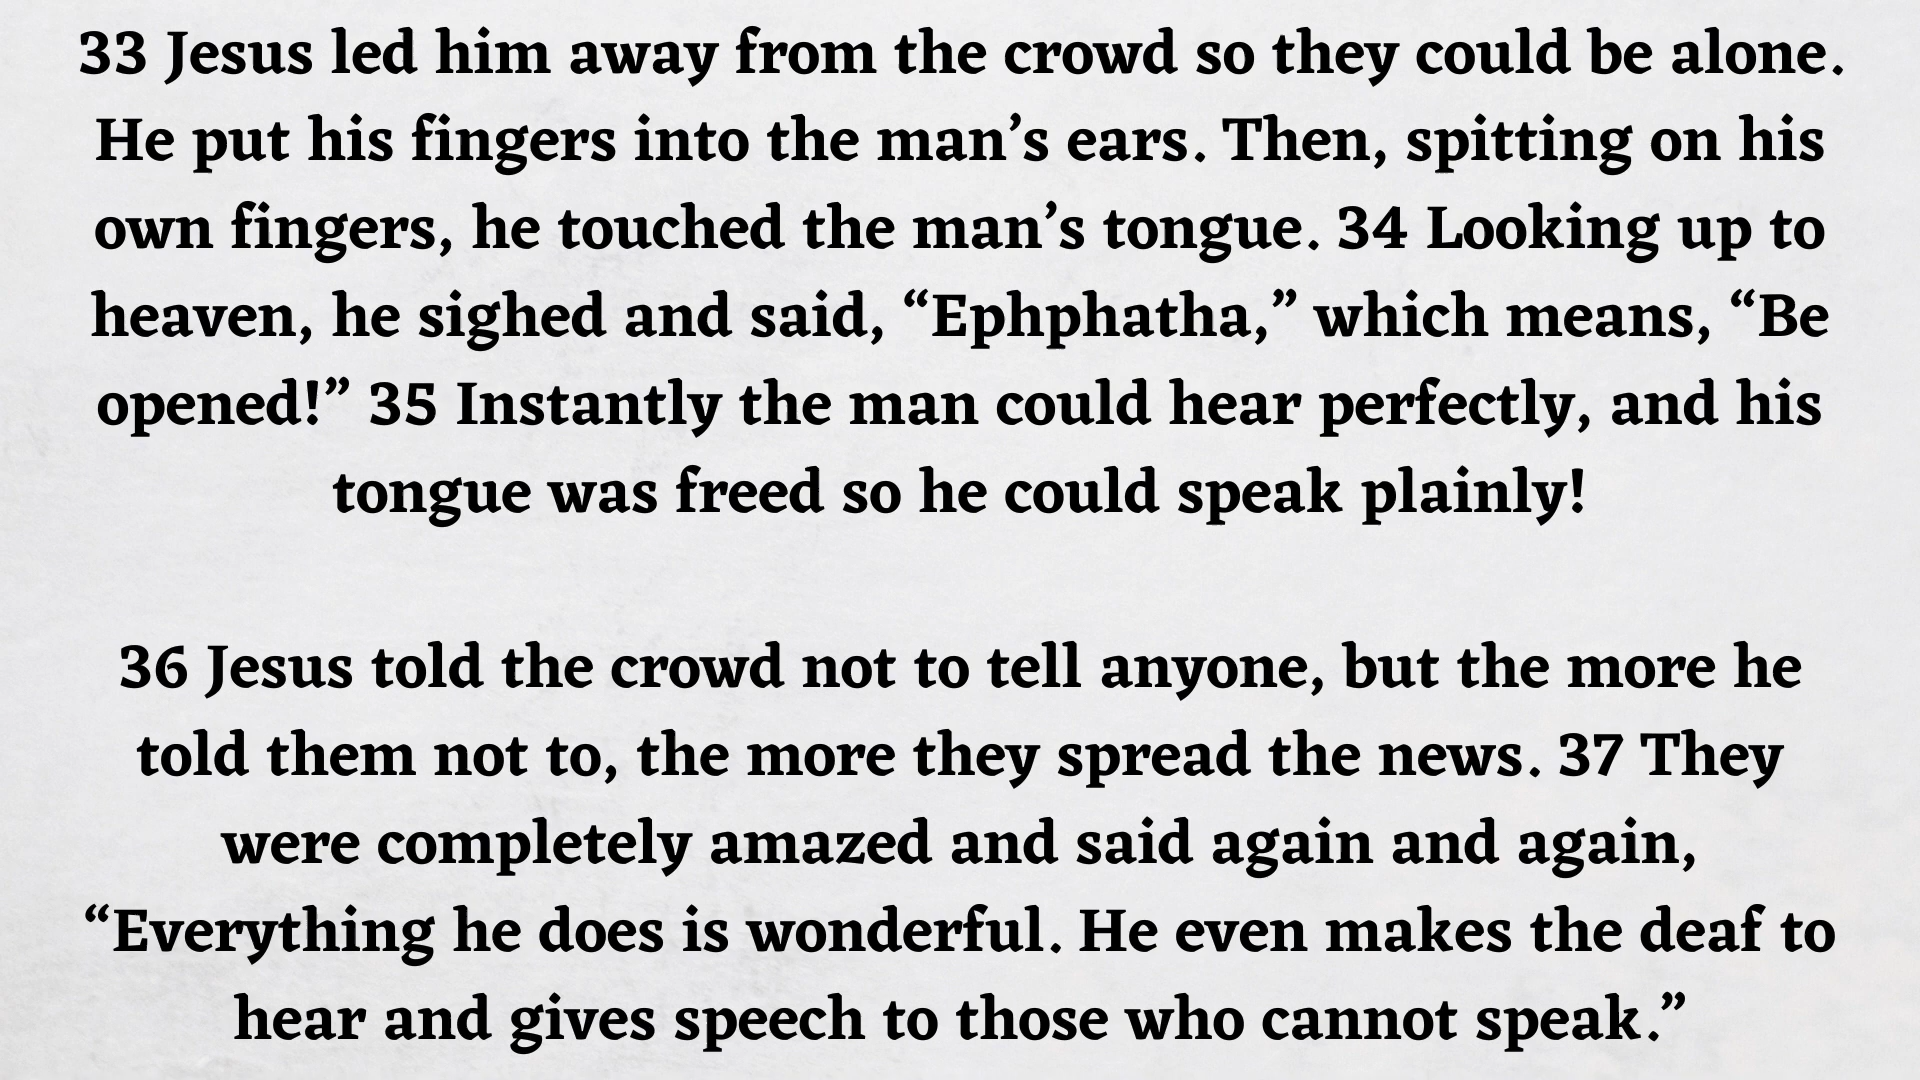 33 Jesus led him away from the crowd so they could be alone.
He put his fingers into the man’s ears. Then, spitting on his
own fingers, he touched the man’s tongue. 34 Looking up to
heaven, he sighed and said, “Ephphatha,” which means, “Be
opened!” 35 Instantly the man could hear perfectly, and his
tongue was freed so he could speak plainly!
36 Jesus told the crowd not to tell anyone, but the more he
told them not to, the more they spread the news. 37 They
were completely amazed and said again and again,
“Everything he does is wonderful. He even makes the deaf to
hear and gives speech to those who cannot speak.”